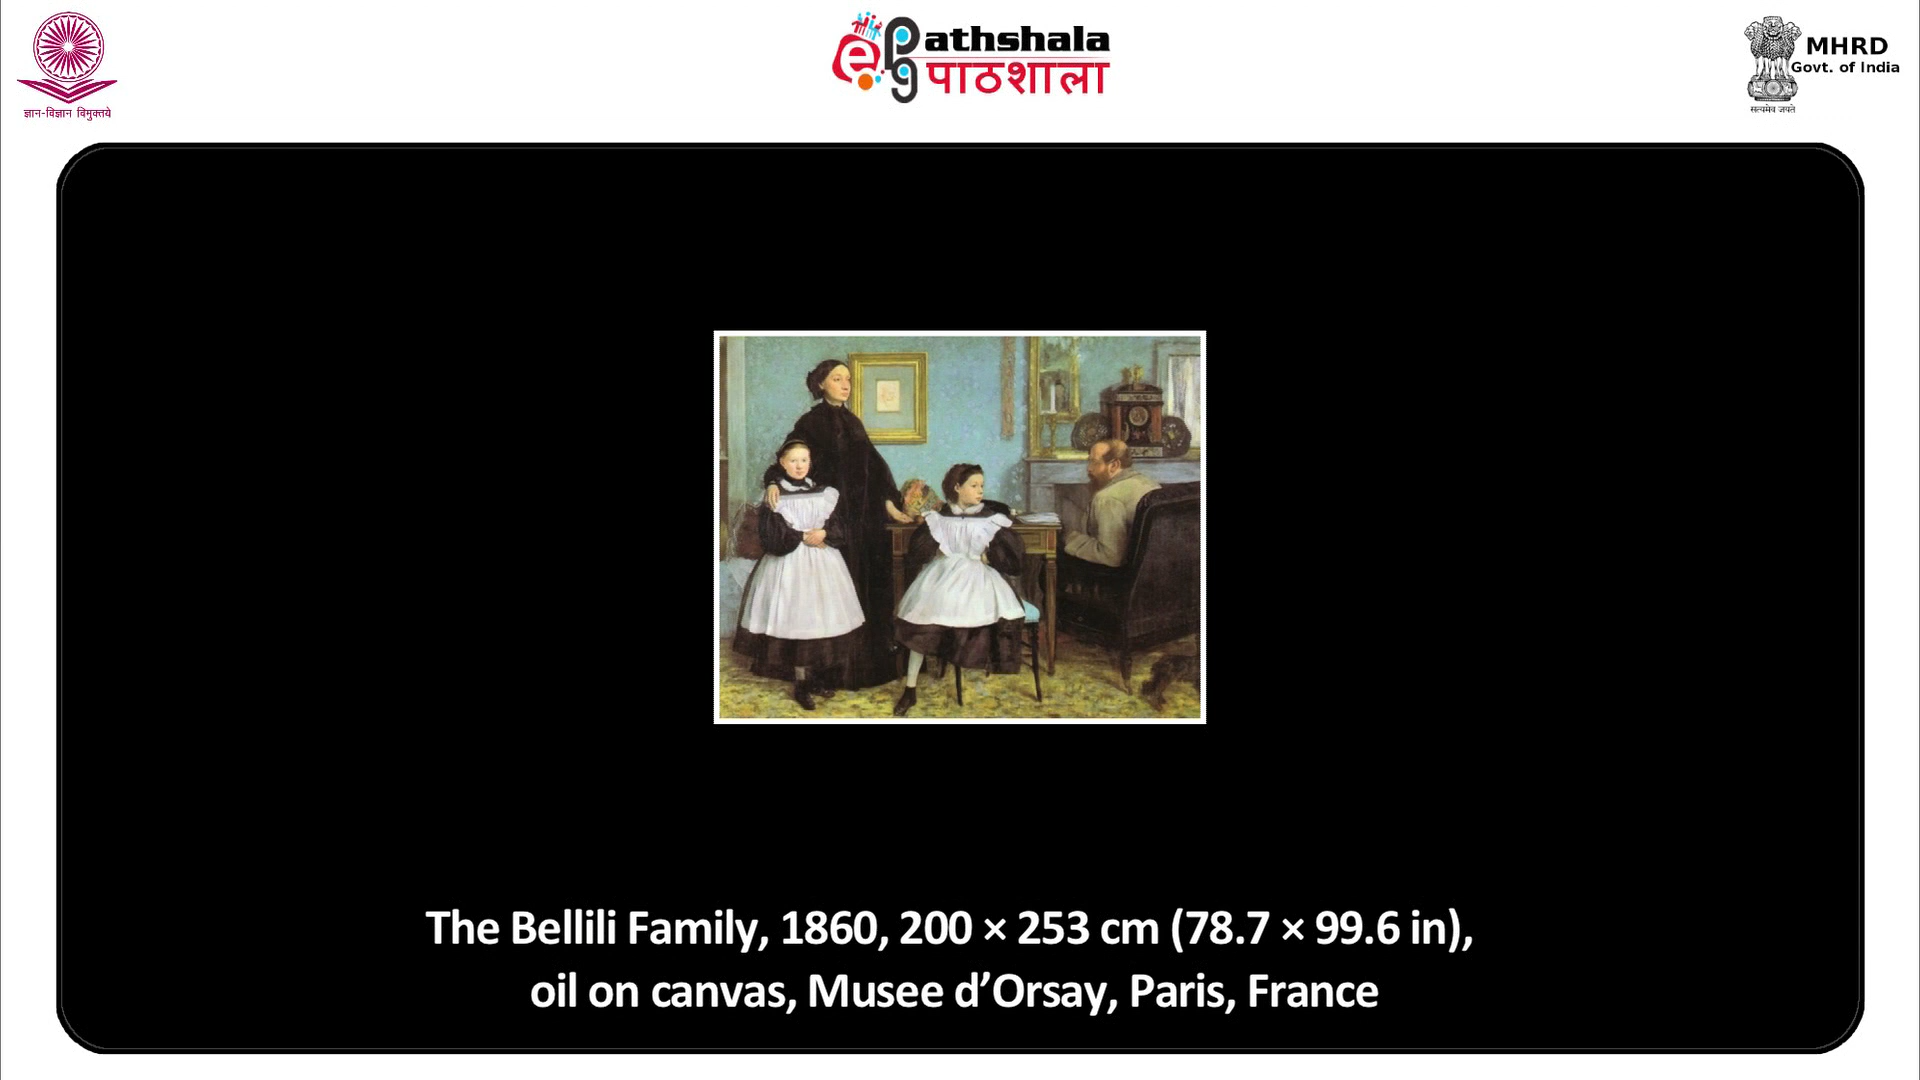 ज्ञान-विज्ञान विमुक्तये
epg
athshala
पाठशाला
MHRD
Govt. of India
सत्यमेव जयते
The Bellili Family, 1860, 200 × 253 cm (78.7 × 99.6 in),
oil on canvas, Musee d’Orsay, Paris, France